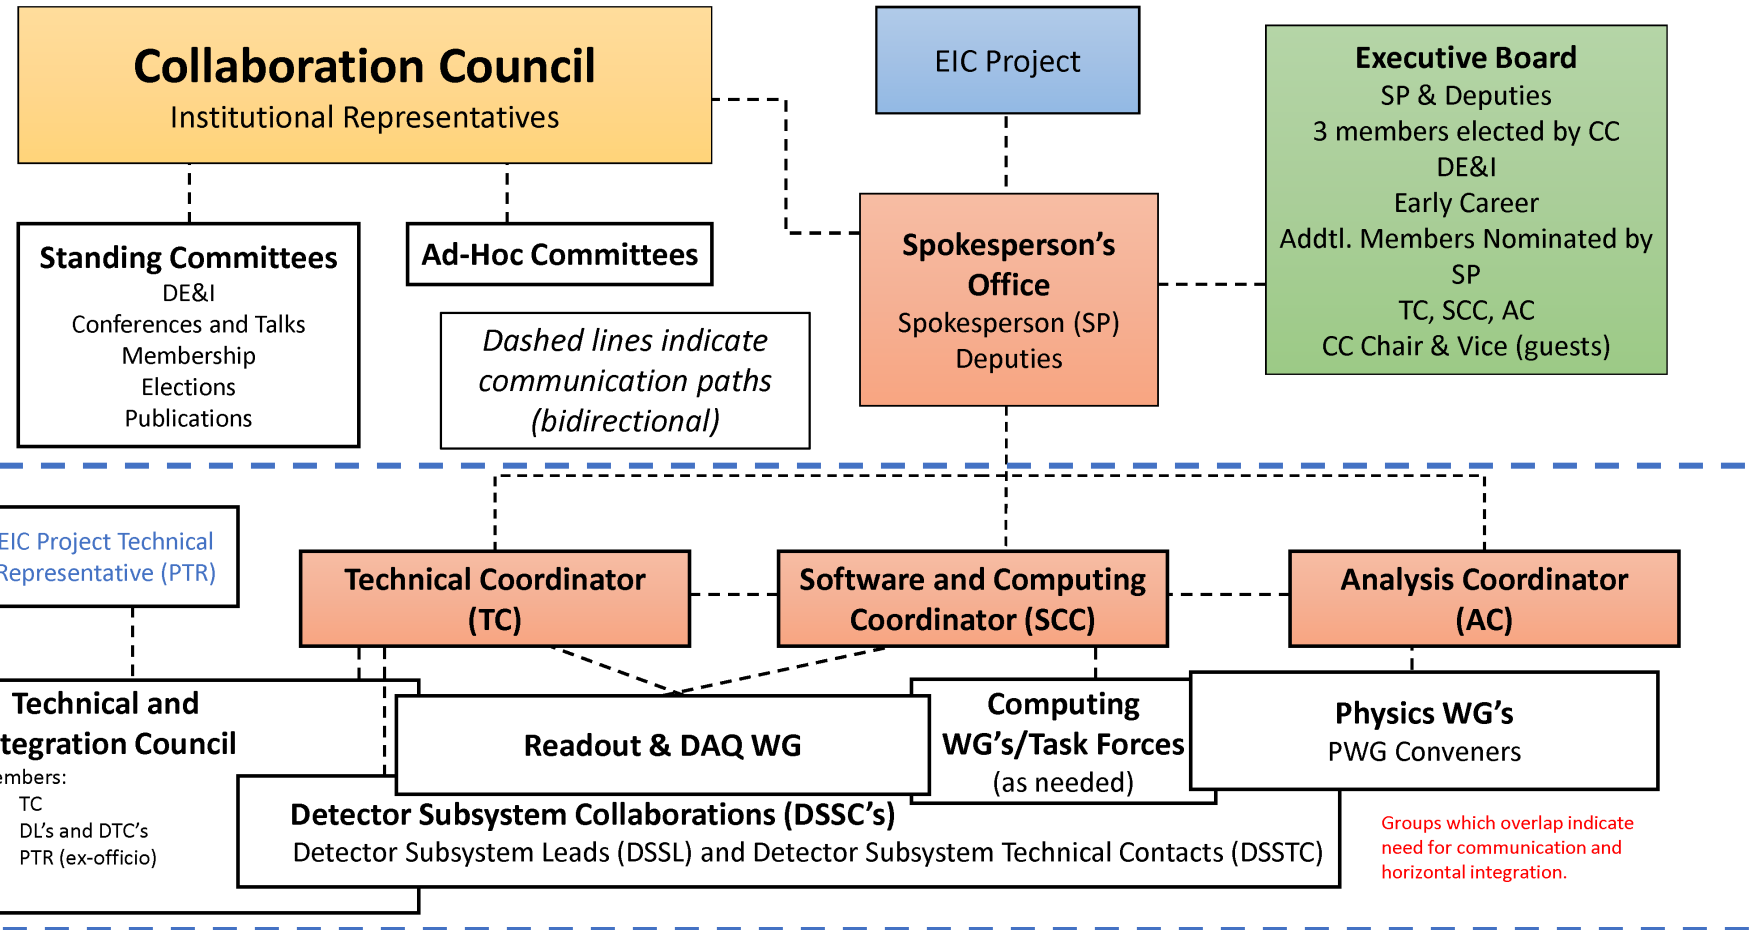 Collaboration Council
Institutional Representatives
EIC Project
Executive Board
SP & Deputies
3 members elected by CC
DE&I
Early Career
Addtl. Members Nominated by
SP
TC, SCC, AC
CC Chair & Vice (guests)
Standing Committees
DE&I
Conferences and Talks
Membership
Elections
Publications
Ad-Hoc Committees
Dashed lines indicate
communication paths
(bidirectional)
Spokesperson’s
Office
Spokesperson (SP)
Deputies
EIC Project Technical
Representative (PTR)
Technical Coordinator
(TC)
Software and Computing
Coordinator (SCC)
Analysis Coordinator
(AC)
Technical and
tegration Council
embers:
TC
DL’s and DTC’s
PTR (ex-officio)
Readout & DAQ WG
Computing
WG’s/Task Forces
(as needed)
Physics WG’s
PWG Conveners
Detector Subsystem Collaborations (DSSC’s)
Detector Subsystem Leads (DSSL) and Detector Subsystem Technical Contacts (DSSTC)
Groups which overlap indicate
need for communication and
horizontal integration.